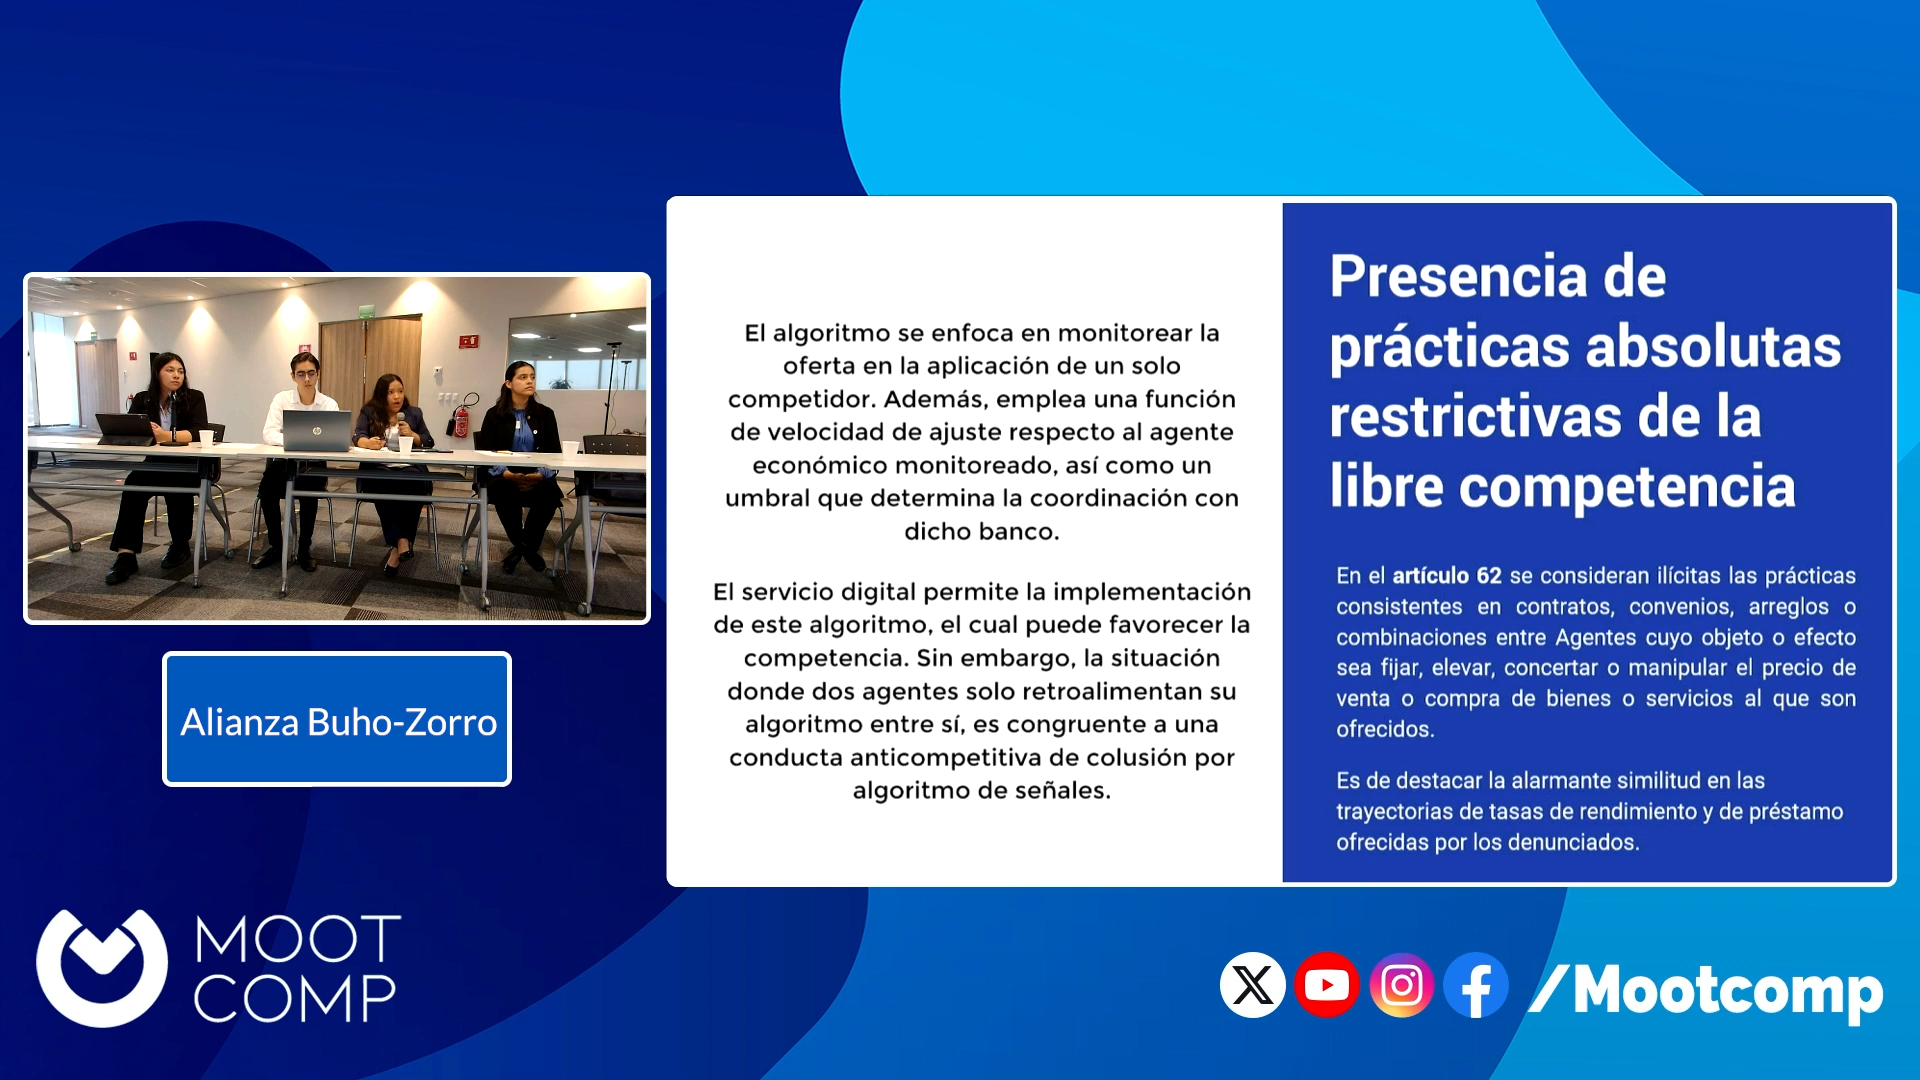 El algoritmo se enfoca en monitorear la
oferta en la aplicación de un solo
competidor. Además, emplea una función
de velocidad de ajuste respecto al agente
económico monitoreado, así como un
umbral que determina la coordinación con
dicho banco.
El servicio digital permite la implementación
de este algoritmo, el cual puede favorecer la
competencia. Sin embargo, la situación
donde dos agentes solo retroalimentan su
algoritmo entre sí, es congruente a una
conducta anticompetitiva de colusión por
algoritmo de señales.
Presencia de
prácticas absolutas
restrictivas de la
libre competencia
En el artículo 62 se consideran ilícitas las prácticas
consistentes en contratos, convenios, arreglos o
combinaciones entre Agentes cuyo objeto o efecto
sea fijar, elevar, concertar o manipular el precio de
venta o compra de bienes o servicios al que son
ofrecidos.
Es de destacar la alarmante similitud en las
trayectorias de tasas de rendimiento y de préstamo
ofrecidas por los denunciados.
Alianza Buho-Zorro
MOOT
COMP
/Mootcomp